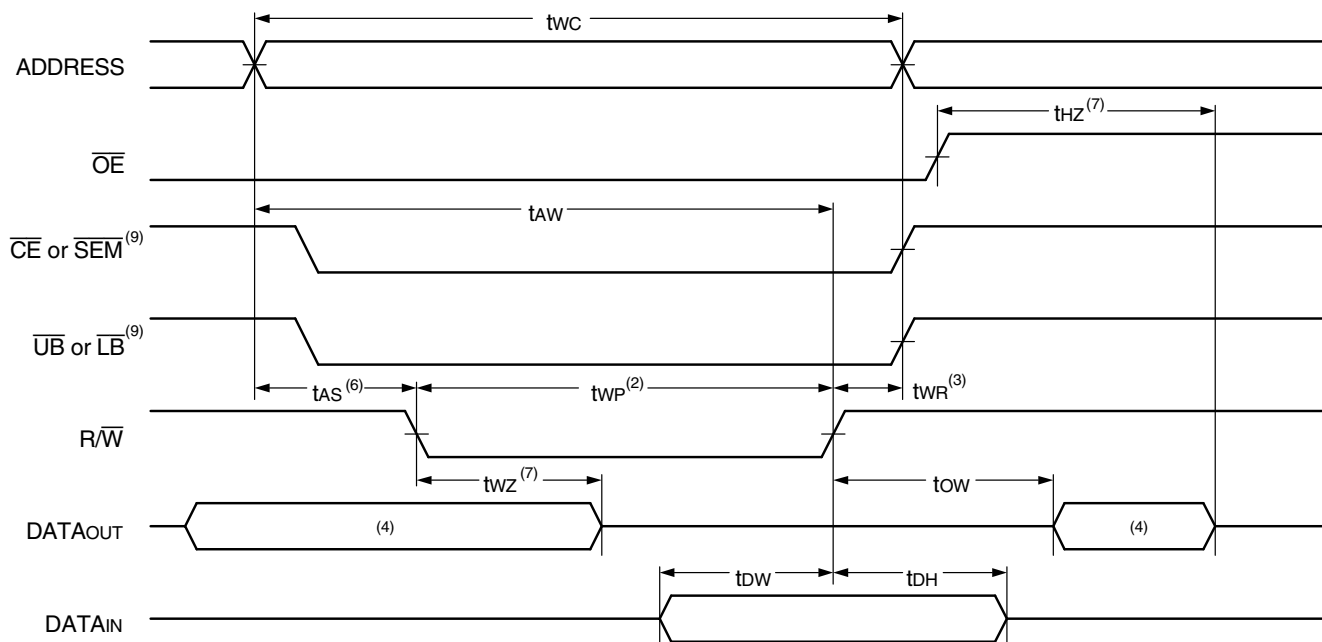 tWC
ADDRESS
tHZ(7)
OE
tAW
CE or SEM(9)
UB or LB(9)
tAS(6) tWP(2) tWR(3)
R/W
tWZ(7) tOW
DATAOUT (4) (4)
tDW tDH
DATAIN